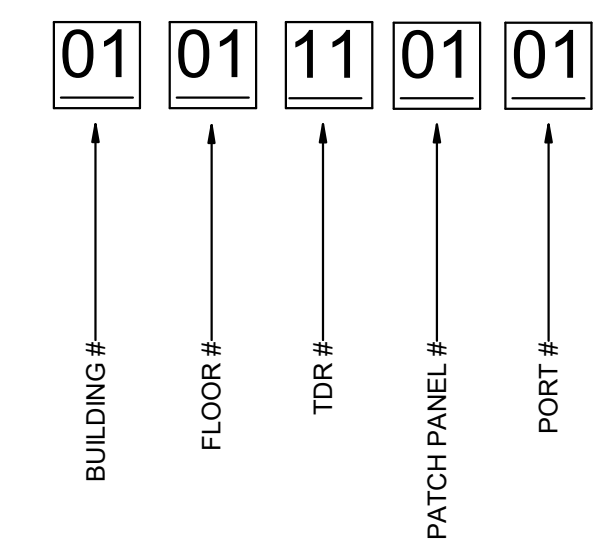 01 01 11 01 01
BUILDING #
FLOOR #
TDR #
PATCH PANEL #
PORT #